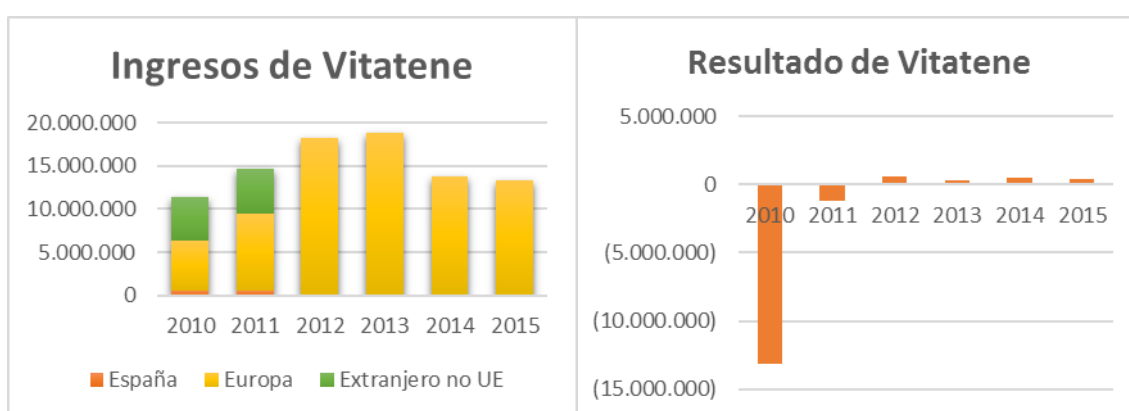 Ingresos de Vitatene
20.000.000
15.000.000
10.000.000
5.000.000
0
2010 2011 2012 2013 2014 2015
España Europa Extranjero no UE
Resultado de Vitatene
5.000.000
0
2010 2011 2012 2013 2014 2015
(5.000.000)
(10.000.000)
(15.000.000)